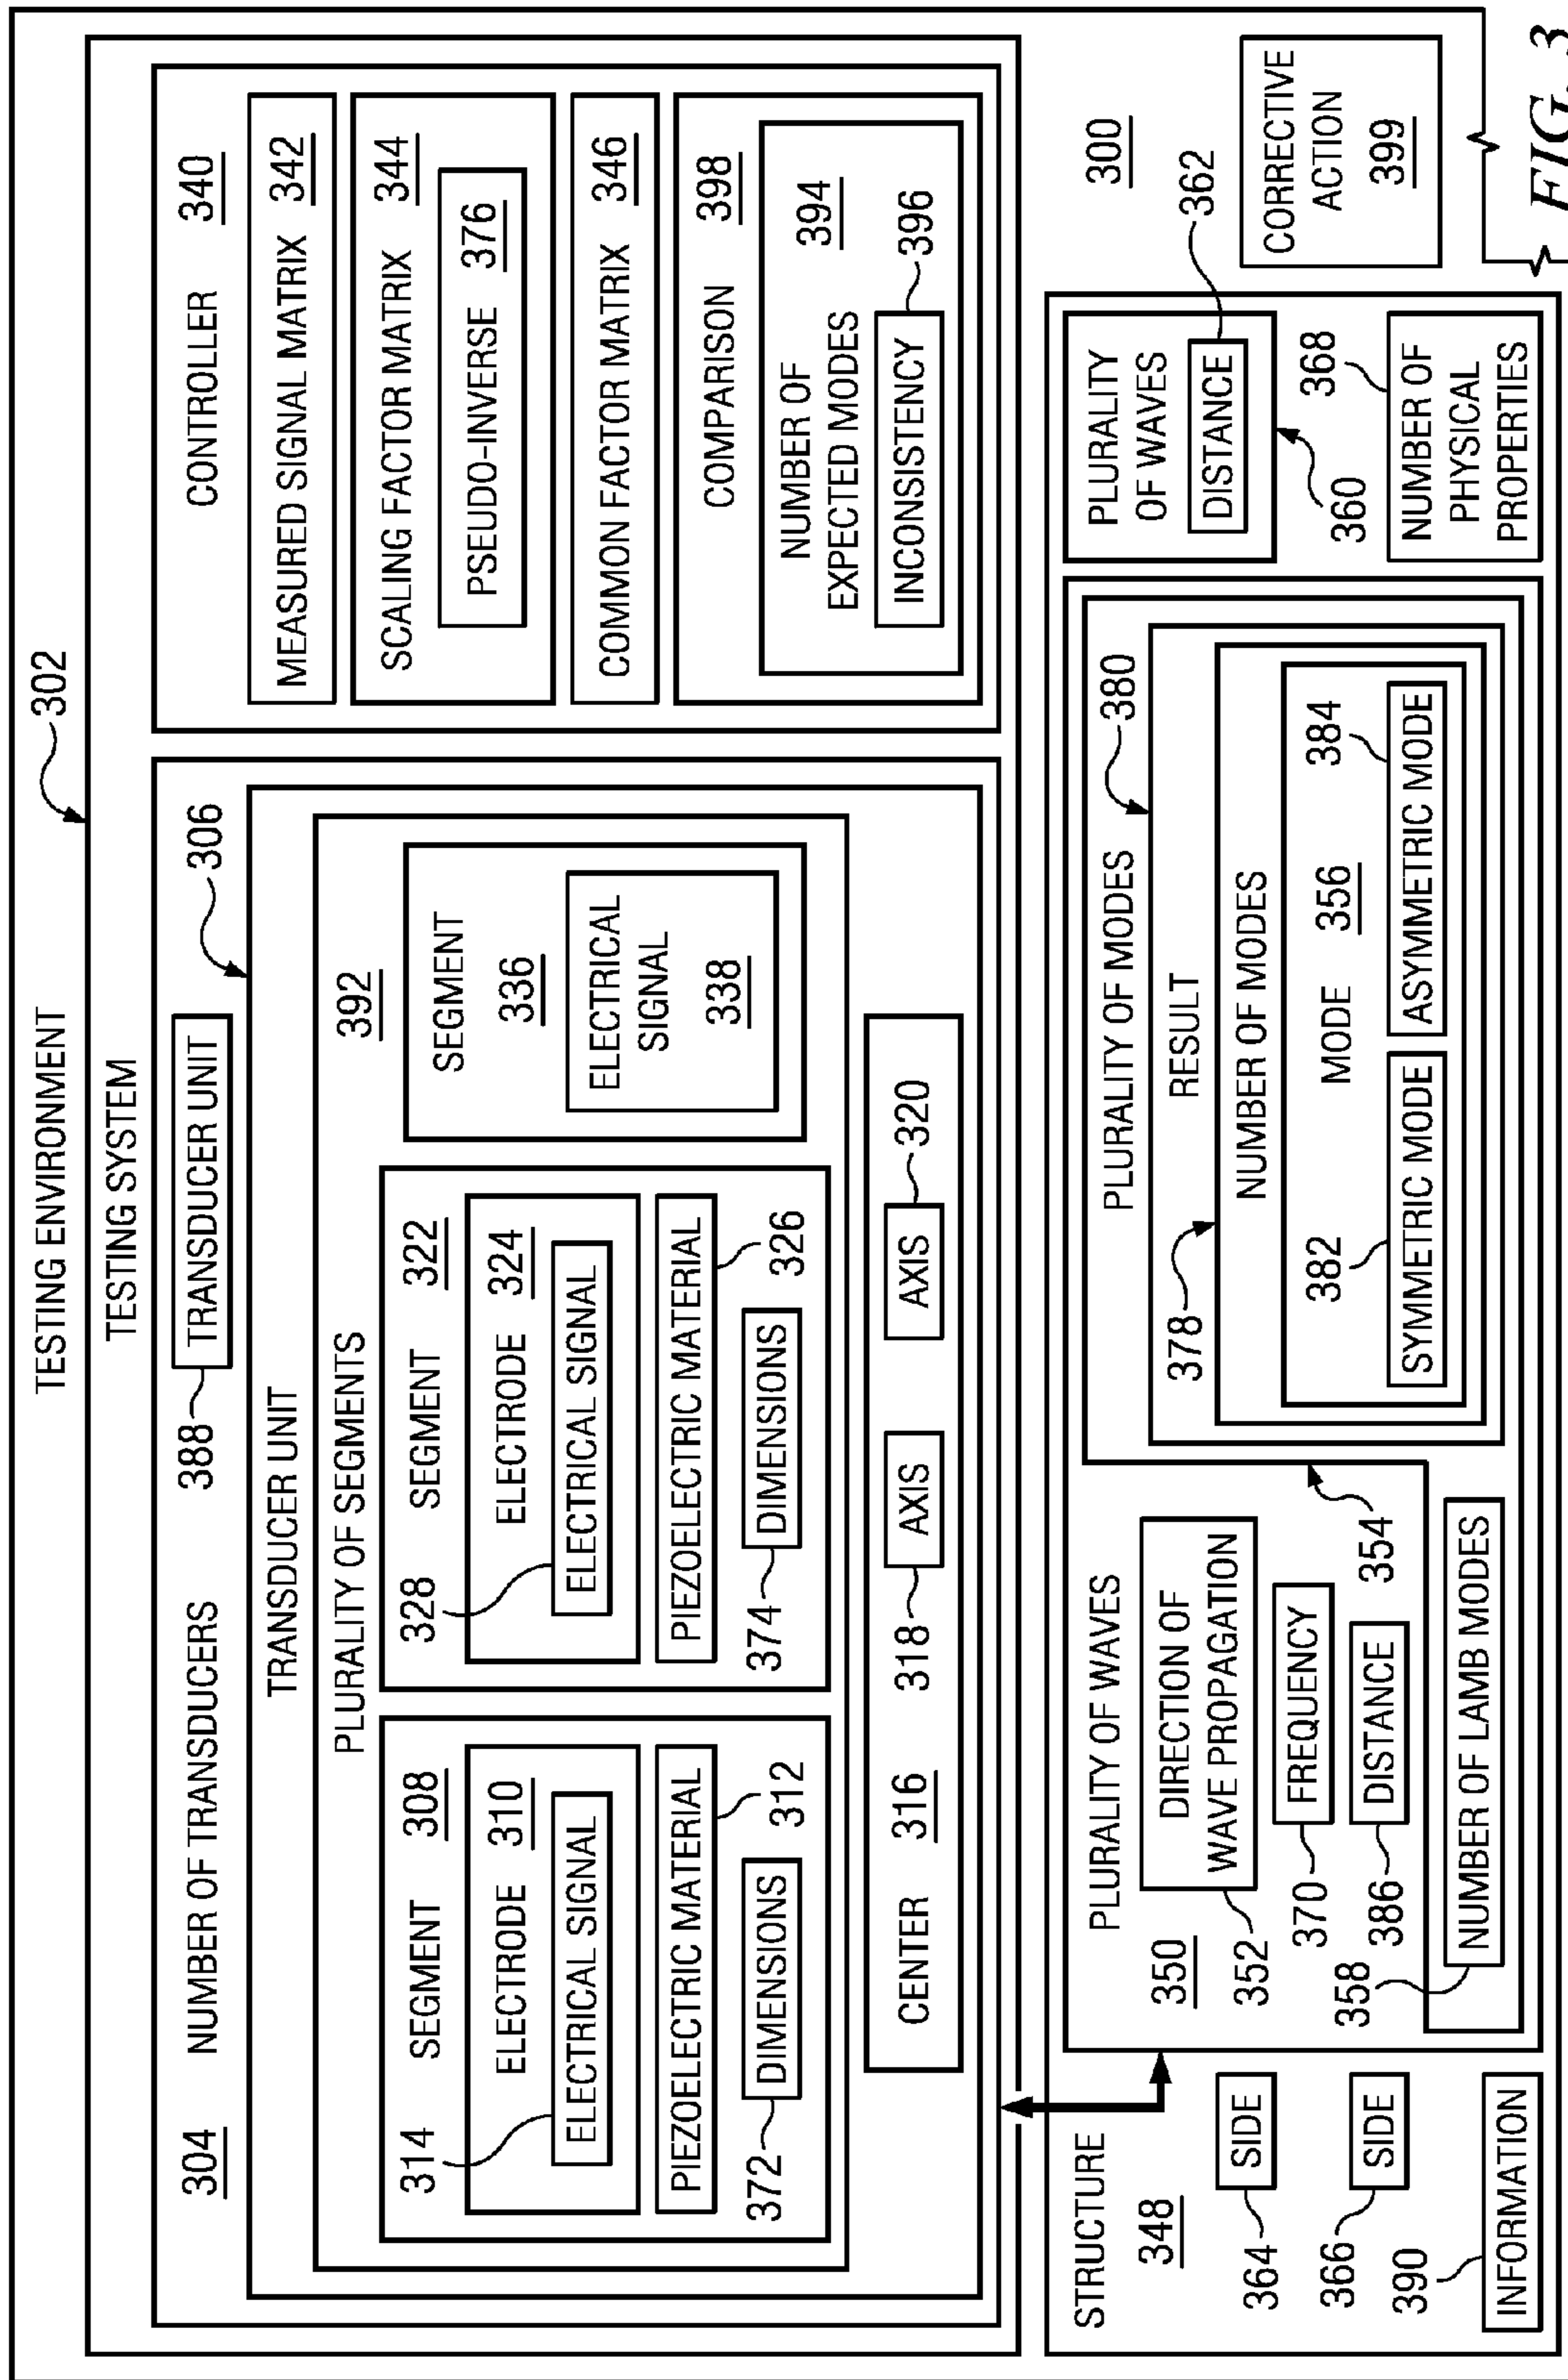 TESTING ENVIRONMENT
302
TESTING SYSTEM
304
NUMBER OF TRANSDUCERS
388
TRANSDUCER UNIT
306
TRANSDUCER UNIT
PLURALITY OF SEGMENTS
392
314
SEGMENT
308
ELECTRODE
310
ELECTRICAL SIGNAL
PIEZOELECTRIC MATERIAL
312
372
DIMENSIONS
328
SEGMENT
322
ELECTRODE
324
ELECTRICAL SIGNAL
PIEZOELECTRIC MATERIAL
326
374
DIMENSIONS
SEGMENT
336
ELECTRICAL
SIGNAL
338
CENTER
316
318
AXIS
AXIS
320
CONTROLLER
340
MEASURED SIGNAL MATRIX
342
SCALING FACTOR MATRIX
344
PSEUDO-INVERSE
376
COMMON FACTOR MATRIX
346
COMPARISON
398
NUMBER OF
EXPECTED MODES
394
INCONSISTENCY
396
STRUCTURE
348
364
SIDE
366
SIDE
390
INFORMATION
PLURALITY OF WAVES
350
DIRECTION OF
WAVE PROPAGATION
352
370
FREQUENCY
386
DISTANCE
354
358
NUMBER OF LAMB MODES
PLURALITY OF MODES
380
RESULT
378
NUMBER OF MODES
MODE
356
382
SYMMETRIC MODE
384
ASYMMETRIC MODE
PLURALITY
OF WAVES
DISTANCE
362
360
368
NUMBER OF
PHYSICAL
PROPERTIES
300
CORRECTIVE
ACTION
399
FIG. 3